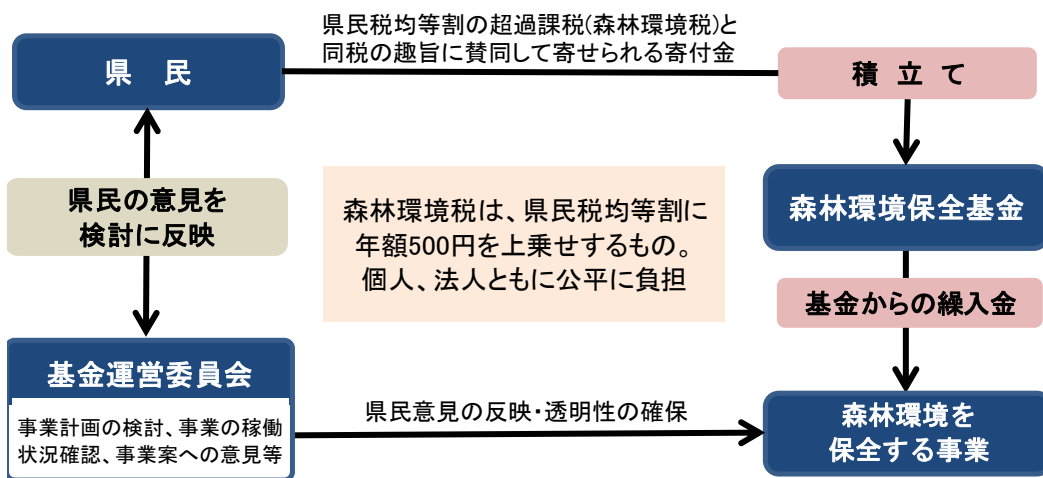 県民税均等割の超過課税(森林環境税)と
同税の趣旨に賛同して寄せられる寄付金
県　民
積 立 て
県民の意見を
検討に反映
森林環境税は、県民税均等割に
年額500円を上乗せするもの。
個人、法人ともに公平に負担
森林環境保全基金
基金からの繰入金
基金運営委員会
事業計画の検討、事業の稼働
状況確認、事業案への意見等
県民意見の反映・透明性の確保
森林環境を
保全する事業